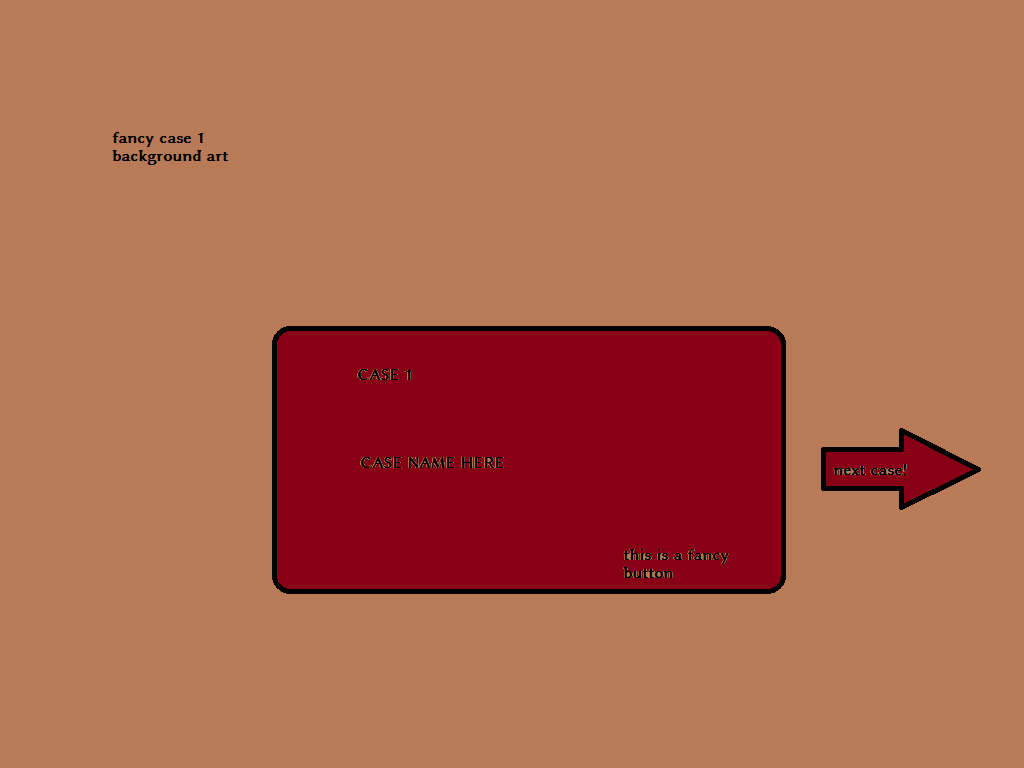 fancy case 1
background art
CASE 1
CASE NAME HERE
next case!
this is a fancy
button